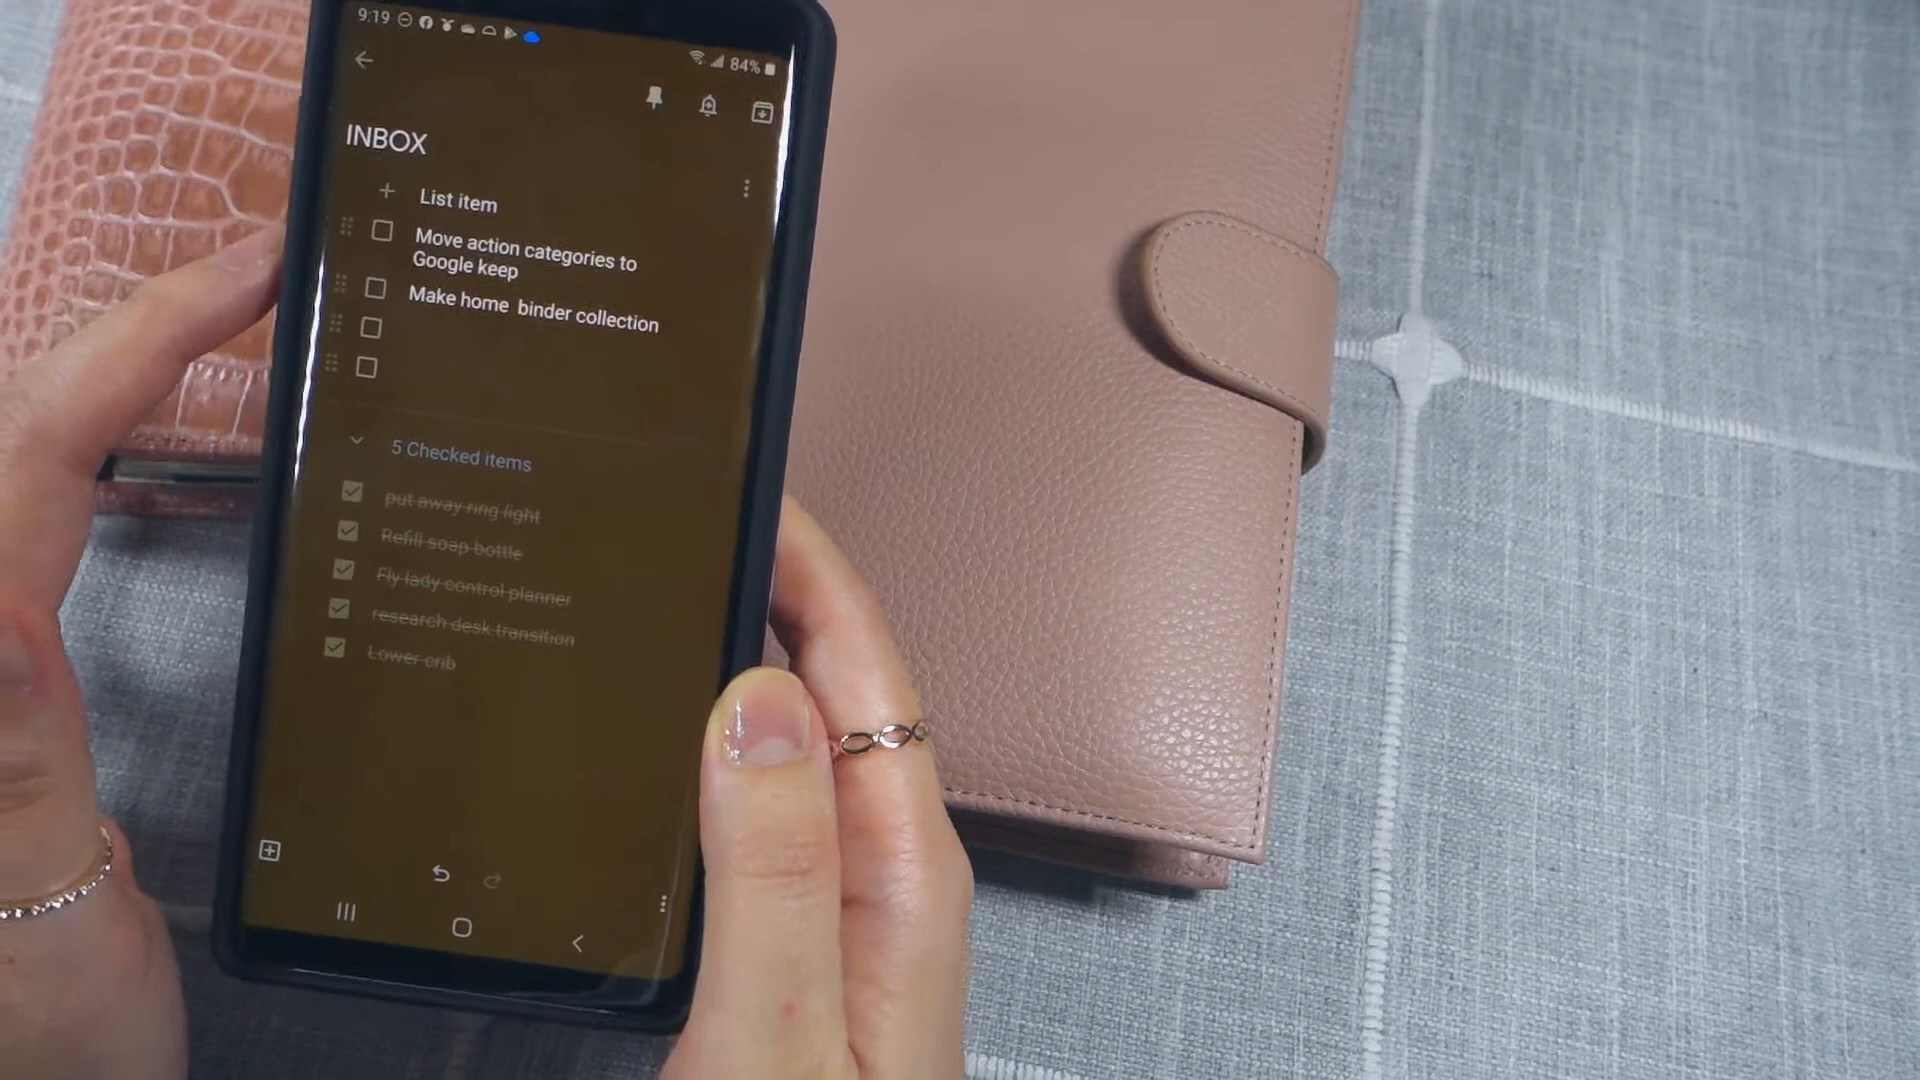 9:19
84%
INBOX
+ List item
Move action categories to
Google keep
Make home binder collection
5 Checked items
put away ring light
Refill soap bottle
Fly lady control planner
research desk transition
Lower crib